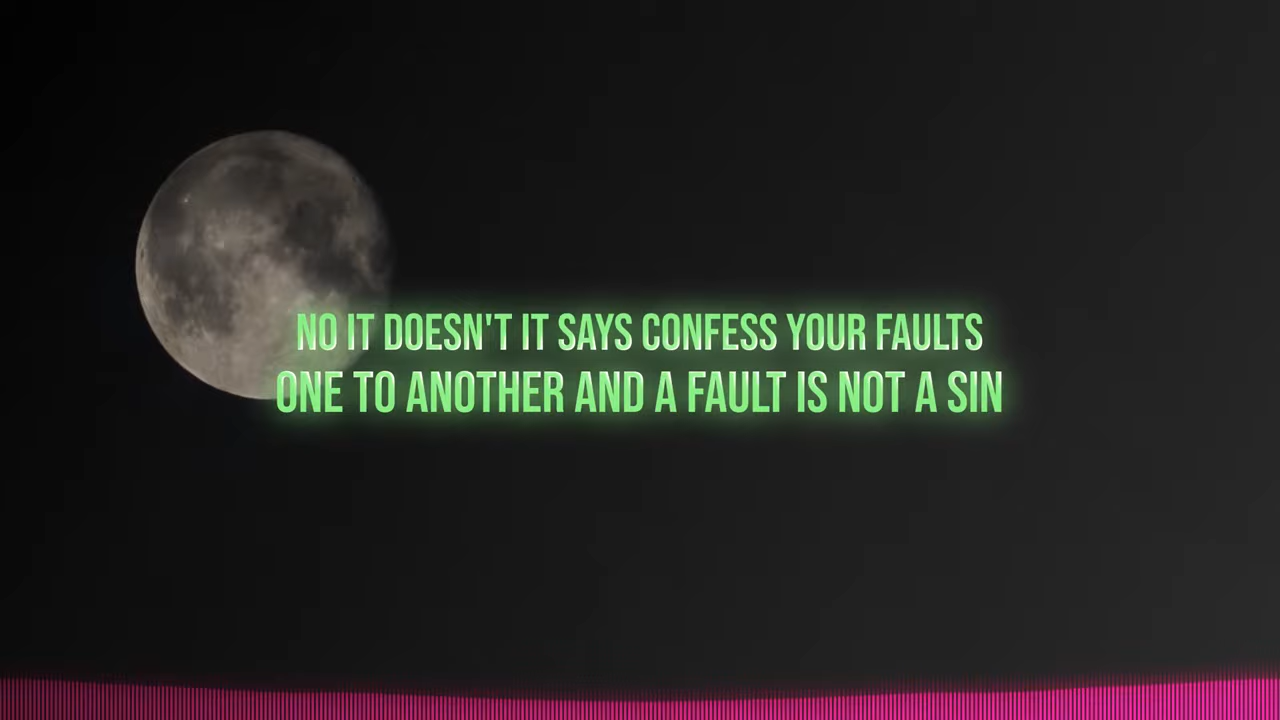 NO IT DOESN'T IT SAYS CONFESS YOUR FAULTS
ONE TO ANOTHER AND A FAULT IS NOT A SIN